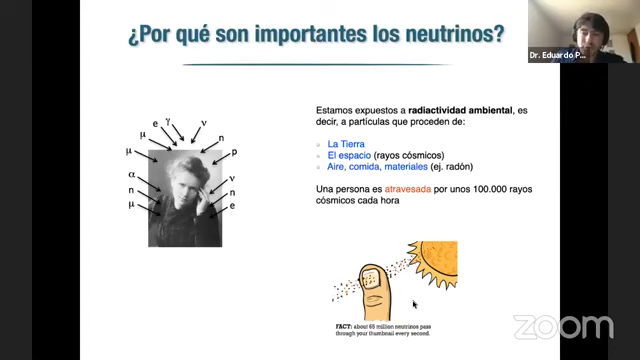 ¿Por qué son importantes los neutrinos?
Dr. Eduardo P...
Estamos expuestos a radiactividad ambiental, es
decir, a partículas que proceden de:
La Tierra
El espacio (rayos cósmicos)
Aire, comida, materiales (ej. radón)
Una persona es atravesada por unos 100.000 rayos
cósmicos cada hora
e γ ν
μ n
μ p
α ν
n n
μ e
FACT: about 65 million neutrinos pass
through your thumbnail every second.
zoom